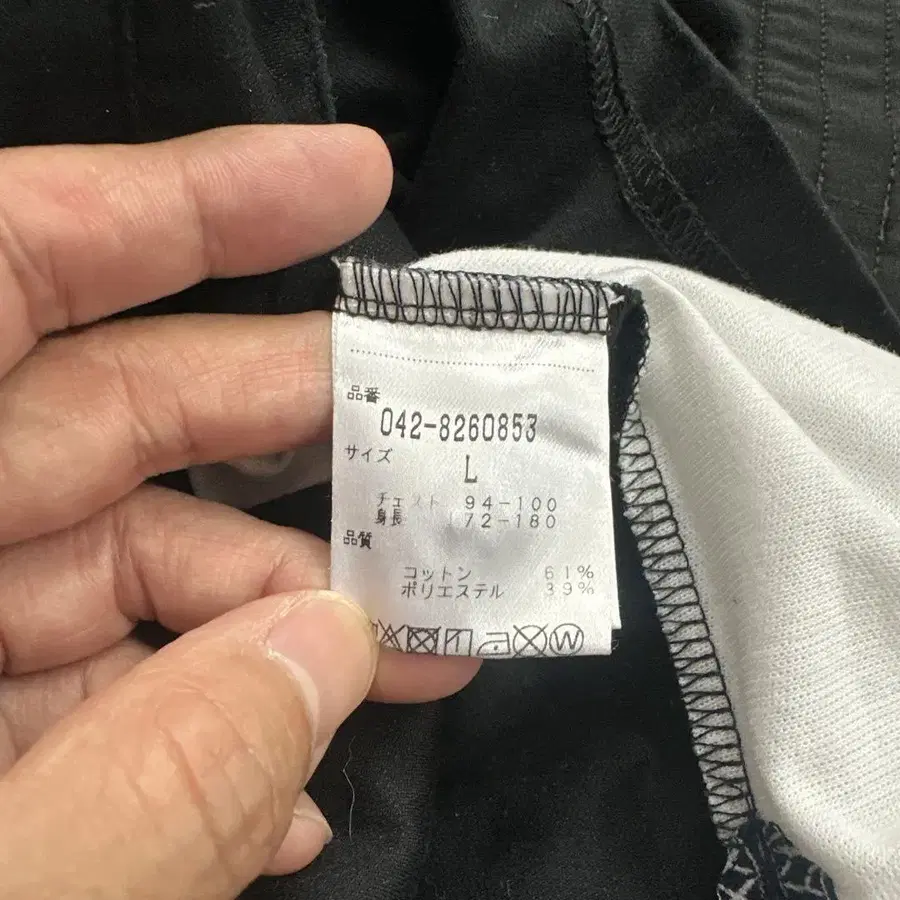 品番
042-8260853
サイズ
L
チェスト 94-100
身長 172-180
品質
コットン 61%
ポリエステル 39%
W